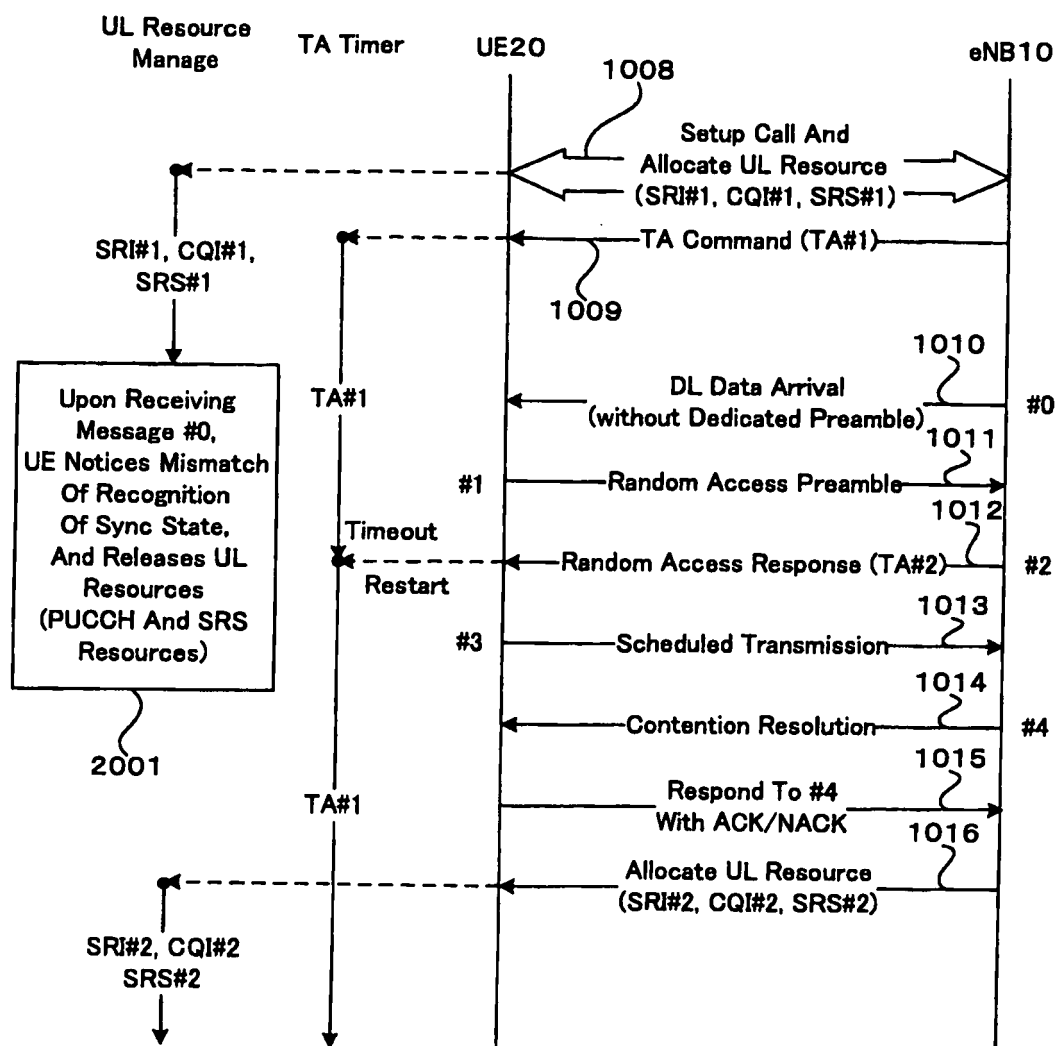 UL Resource
Manage
TA Timer
UE20
eNB10
1008
Setup Call And
Allocate UL Resource
(SRI#1, CQI#1, SRS#1)
TA Command (TA#1)
1009
SRI#1, CQI#1,
SRS#1
1010
DL Data Arrival
(without Dedicated Preamble)
#0
TA#1
Upon Receiving
Message #0,
UE Notices Mismatch
Of Recognition
Of Sync State,
And Releases UL
Resources
(PUCCH And SRS
Resources)
2001
1011
#1
Random Access Preamble
1012
Timeout
Restart
Random Access Response (TA#2)
#2
1013
#3
Scheduled Transmission
1014
Contention Resolution
#4
1015
TA#1
Respond To #4
With ACK/NACK
1016
Allocate UL Resource
(SRI#2, CQI#2, SRS#2)
SRI#2, CQI#2
SRS#2